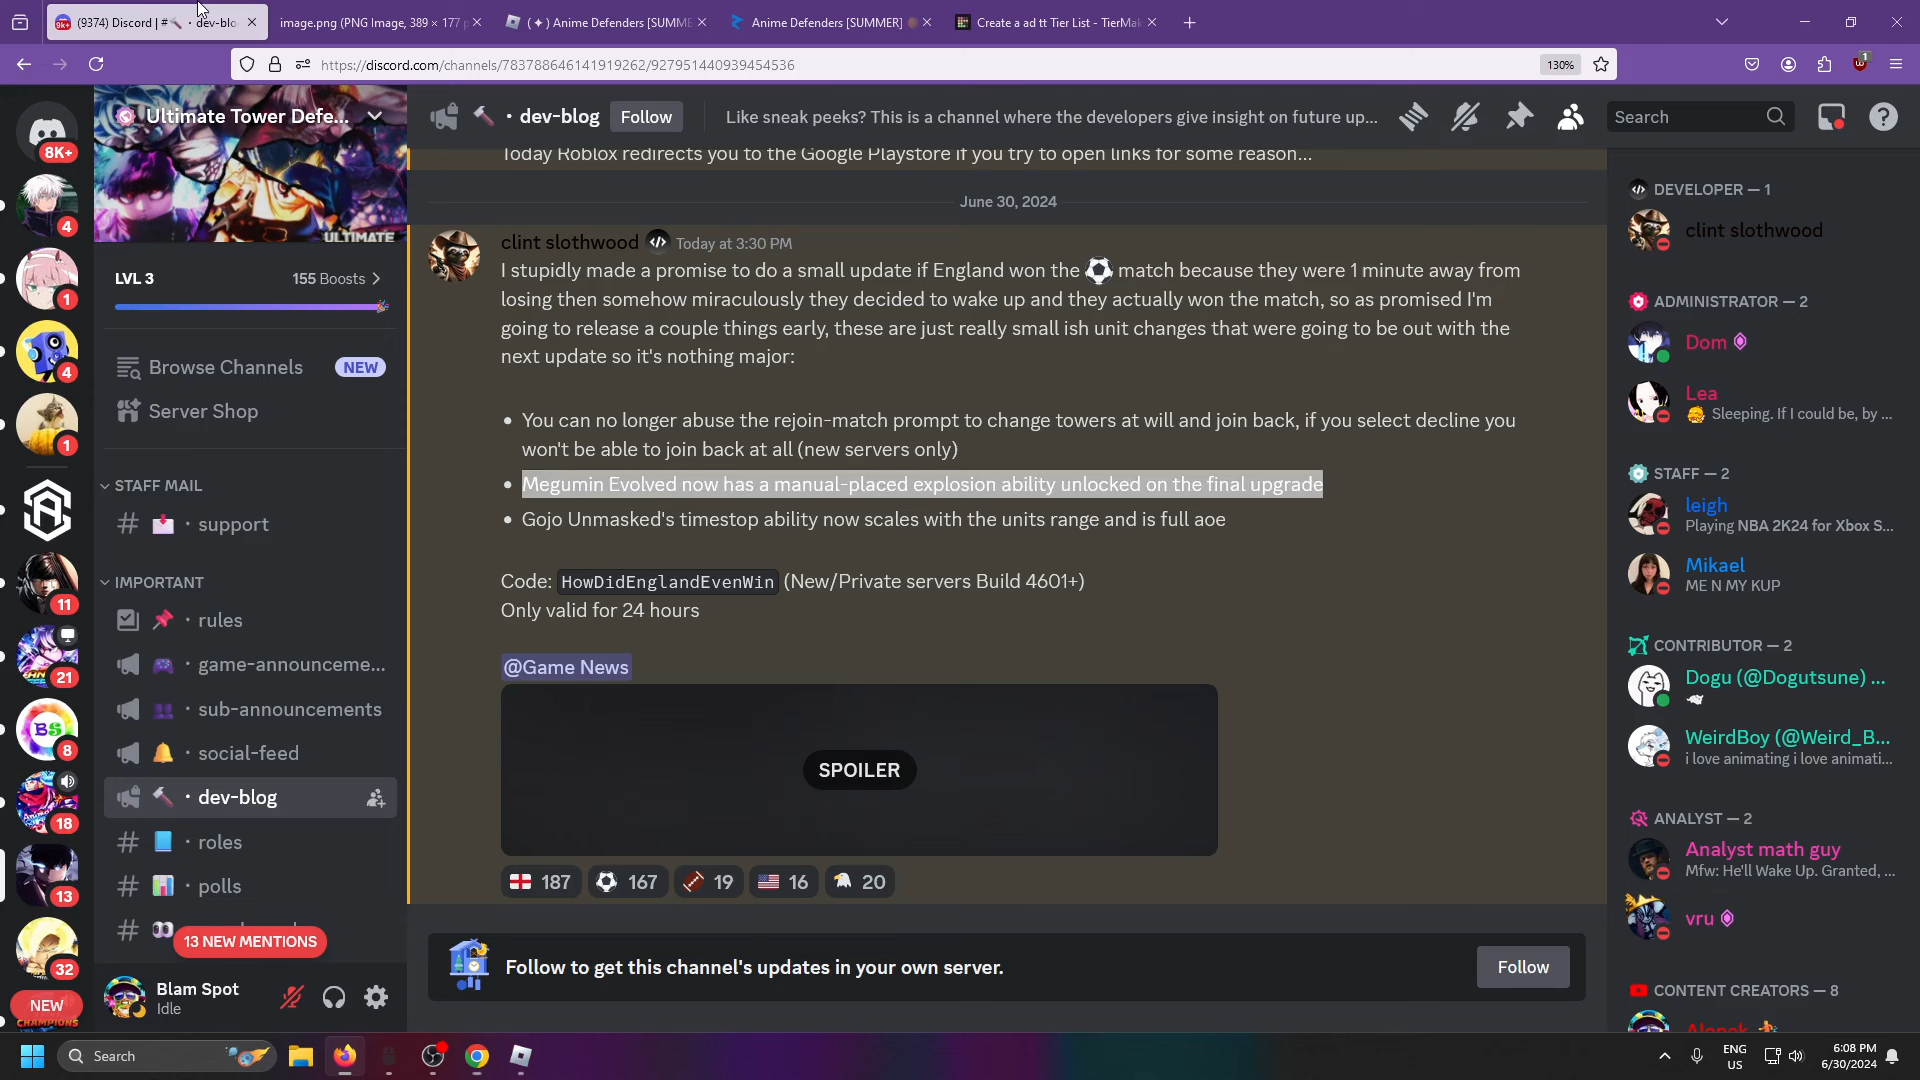 (9374) Discord | # · dev-blo
image.png (PNG Image, 389 × 177 p
( ✦ ) Anime Defenders [SUMME
Anime Defenders [SUMMER]
Create a ad tt Tier List - TierMak
https://discord.com/channels/783788646141919262/927951440939454536
130%
1
Ultimate Tower Defe...
· dev-blog
Follow
Like sneak peeks? This is a channel where the developers give insight on future up...
Search
8K+
4
1
4
1
11
21
8
18
13
32
NEW
CHAMPIONS
ULTIMATE
LVL 3
155 Boosts
Browse Channels
NEW
Server Shop
STAFF MAIL
· support
IMPORTANT
· rules
· game-announceme...
· sub-announcements
· social-feed
· dev-blog
· roles
· polls
13 NEW MENTIONS
Blam Spot
Idle
Today Roblox redirects you to the Google Playstore if you try to open links for some reason...
June 30, 2024
clint slothwood </> Today at 3:30 PM
I stupidly made a promise to do a small update if England won the ⚽ match because they were 1 minute away from
losing then somehow miraculously they decided to wake up and they actually won the match, so as promised I'm
going to release a couple things early, these are just really small ish unit changes that were going to be out with the
next update so it's nothing major:
• You can no longer abuse the rejoin-match prompt to change towers at will and join back, if you select decline you
won't be able to join back at all (new servers only)
• Megumin Evolved now has a manual-placed explosion ability unlocked on the final upgrade
• Gojo Unmasked's timestop ability now scales with the units range and is full aoe
Code: HowDidEnglandEvenWin (New/Private servers Build 4601+)
Only valid for 24 hours
@Game News
SPOILER
187
167
19
16
20
Follow to get this channel's updates in your own server.
Follow
DEVELOPER — 1
clint slothwood
ADMINISTRATOR — 2
Dom
Lea
Sleeping. If I could be, by ...
STAFF — 2
leigh
Playing NBA 2K24 for Xbox S...
Mikael
ME N MY KUP
CONTRIBUTOR — 2
Dogu (@Dogutsune) ...
WeirdBoy (@Weird_B...
i love animating i love animati...
ANALYST — 2
Analyst math guy
Mfw: He'll Wake Up. Granted, ...
vru
CONTENT CREATORS — 8
Search
ENG
US
6:08 PM
6/30/2024